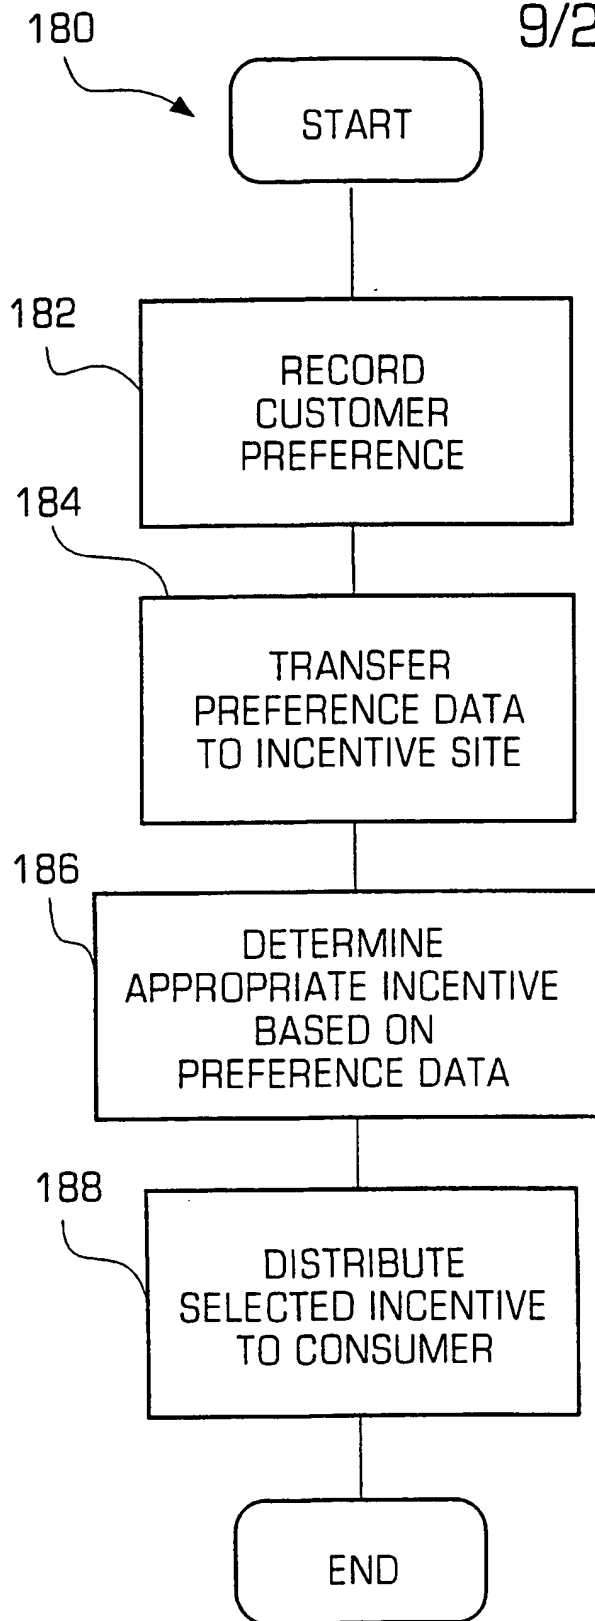 180
9/2
START
182
RECORD
CUSTOMER
PREFERENCE
184
TRANSFER
PREFERENCE DATA
TO INCENTIVE SITE
186
DETERMINE
APPROPRIATE INCENTIVE
BASED ON
PREFERENCE DATA
188
DISTRIBUTE
SELECTED INCENTIVE
TO CONSUMER
END